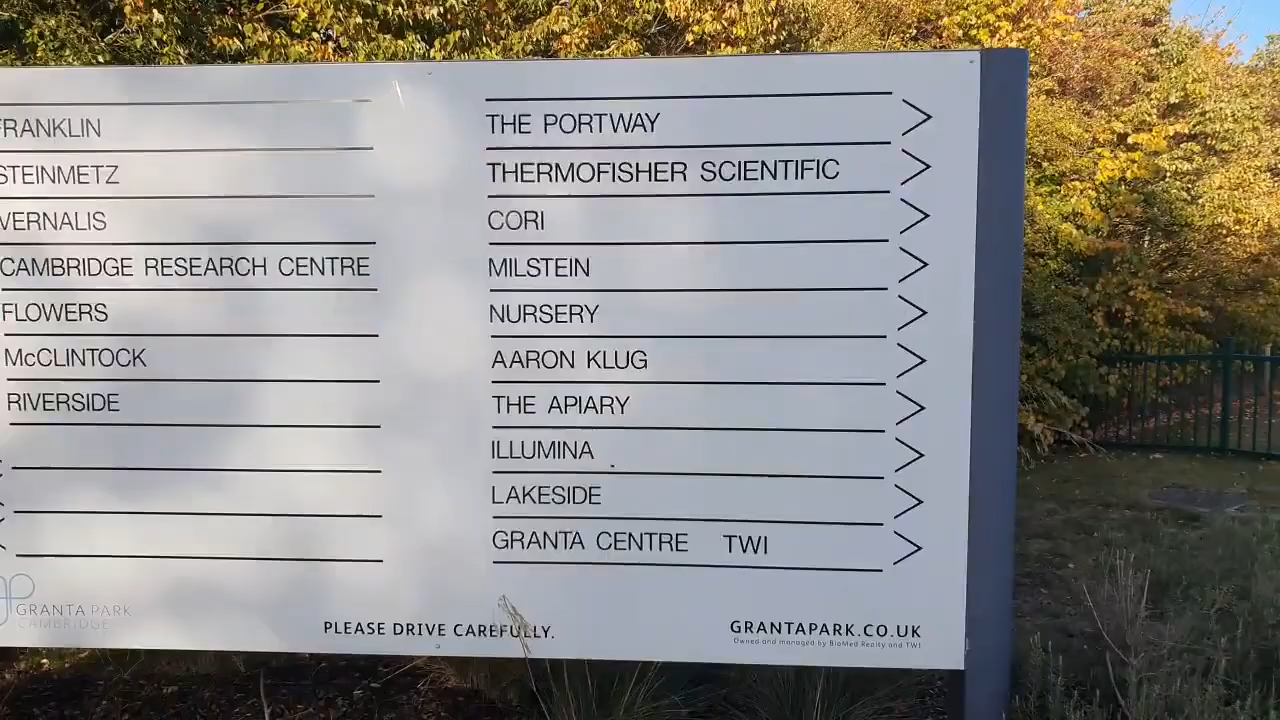 FRANKLIN
STEINMETZ
VERNALIS
CAMBRIDGE RESEARCH CENTRE
FLOWERS
McCLINTOCK
RIVERSIDE
THE PORTWAY
THERMOFISHER SCIENTIFIC
CORI
MILSTEIN
NURSERY
AARON KLUG
THE APIARY
ILLUMINA
LAKESIDE
GRANTA CENTRE TWI
GRANTA PARK
CAMBRIDGE
PLEASE DRIVE CAREFULLY.
GRANTAPARK.CO.UK
Owned and managed by BioMed Realty and TWI